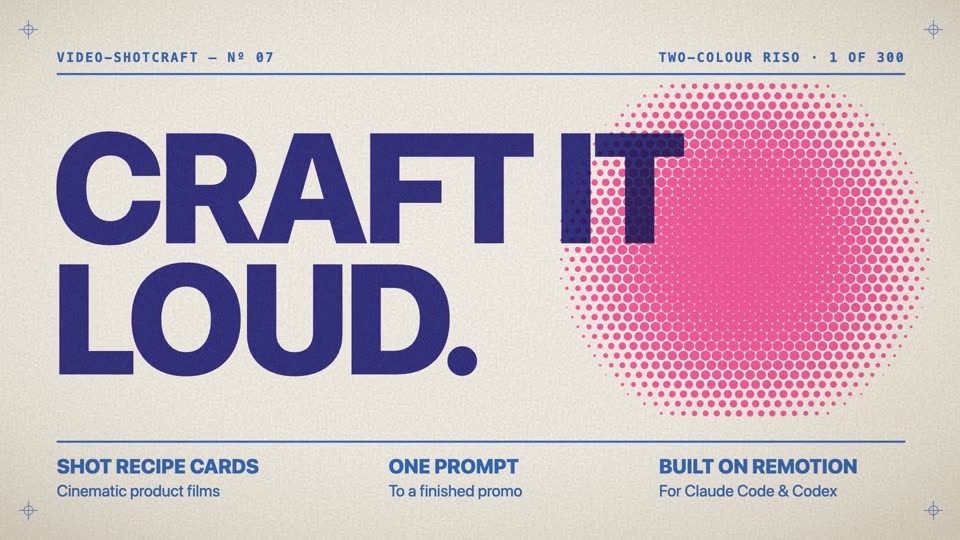 VIDEO-SHOTCRAFT — Nº 07
TWO-COLOUR RISO · 1 OF 300
CRAFT IT
LOUD.
SHOT RECIPE CARDS
Cinematic product films
ONE PROMPT
To a finished promo
BUILT ON REMOTION
For Claude Code & Codex